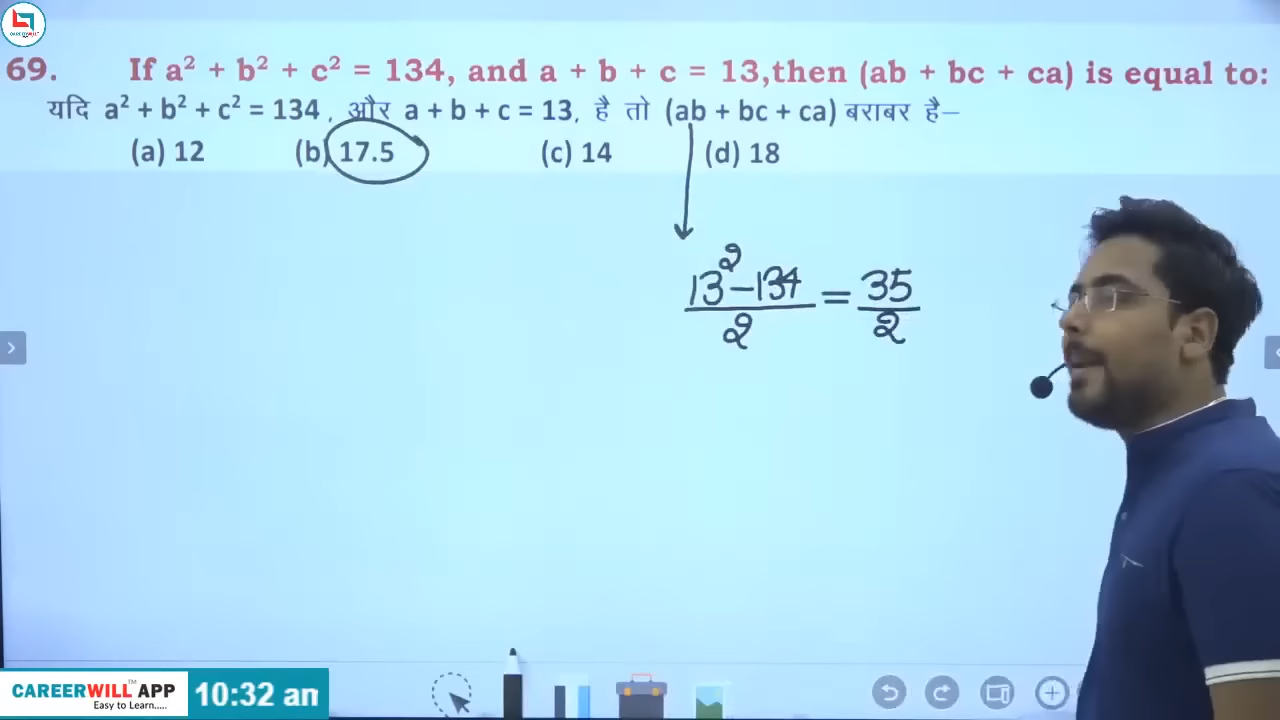 CAREERWILL
69. If a² + b² + c² = 134, and a + b + c = 13,then (ab + bc + ca) is equal to:
यदि a² + b² + c² = 134 , और a + b + c = 13, है तो (ab + bc + ca) बराबर है–
(a) 12 (b) 17.5 (c) 14 (d) 18
13² – 134 = 35
2 2
CAREERWILL™ APP
Easy to Learn.....
10:32 an